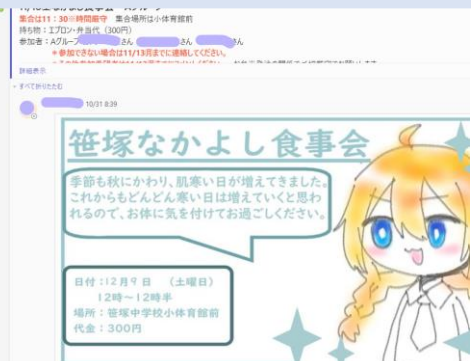 集合は11：30※時間厳守　集合場所は小体育館前
持ち物：エプロン・弁当代（300円）
参加者：Aグループ さん さん さん
＊参加できない場合は11/13月までに連絡してください。
詳細表示
すべて折りたたむ
10/31 8:39
笹塚なかよし食事会
季節も秋にかわり、肌寒い日が増えてきました。
これからもどんどん寒い日は増えていくと思わ
れるので、お体に気を付けてお過ごしください。
日付：12月9日　（土曜日）
12時～12時半
場所：笹塚中学校小体育館前
代金：300円